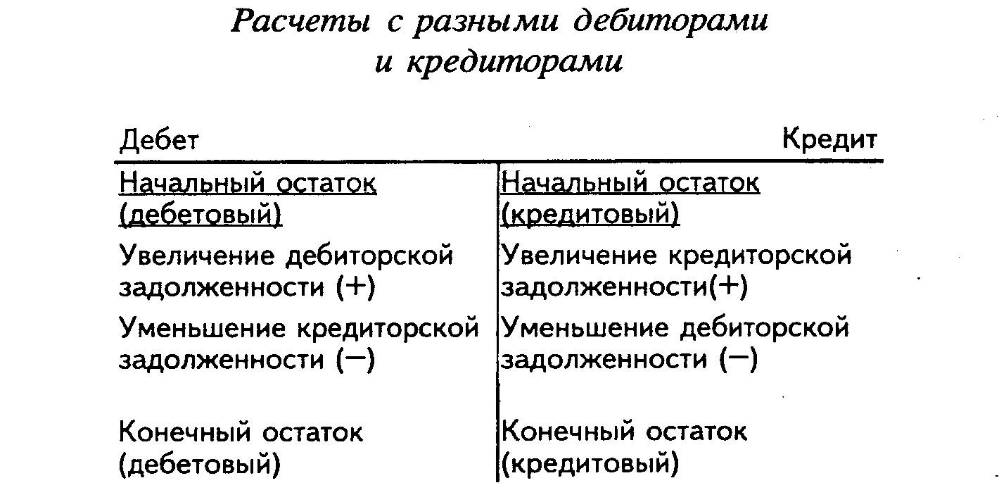 Расчеты с разными дебиторами
и кредиторами
Дебет Кредит
Начальный остаток Начальный остаток
(дебетовый) (кредитовый)
Увеличение дебиторской Увеличение кредиторской
задолженности (+) задолженности(+)
Уменьшение кредиторской Уменьшение дебиторской
задолженности (—) задолженности (—)
Конечный остаток Конечный остаток
(дебетовый) (кредитовый)